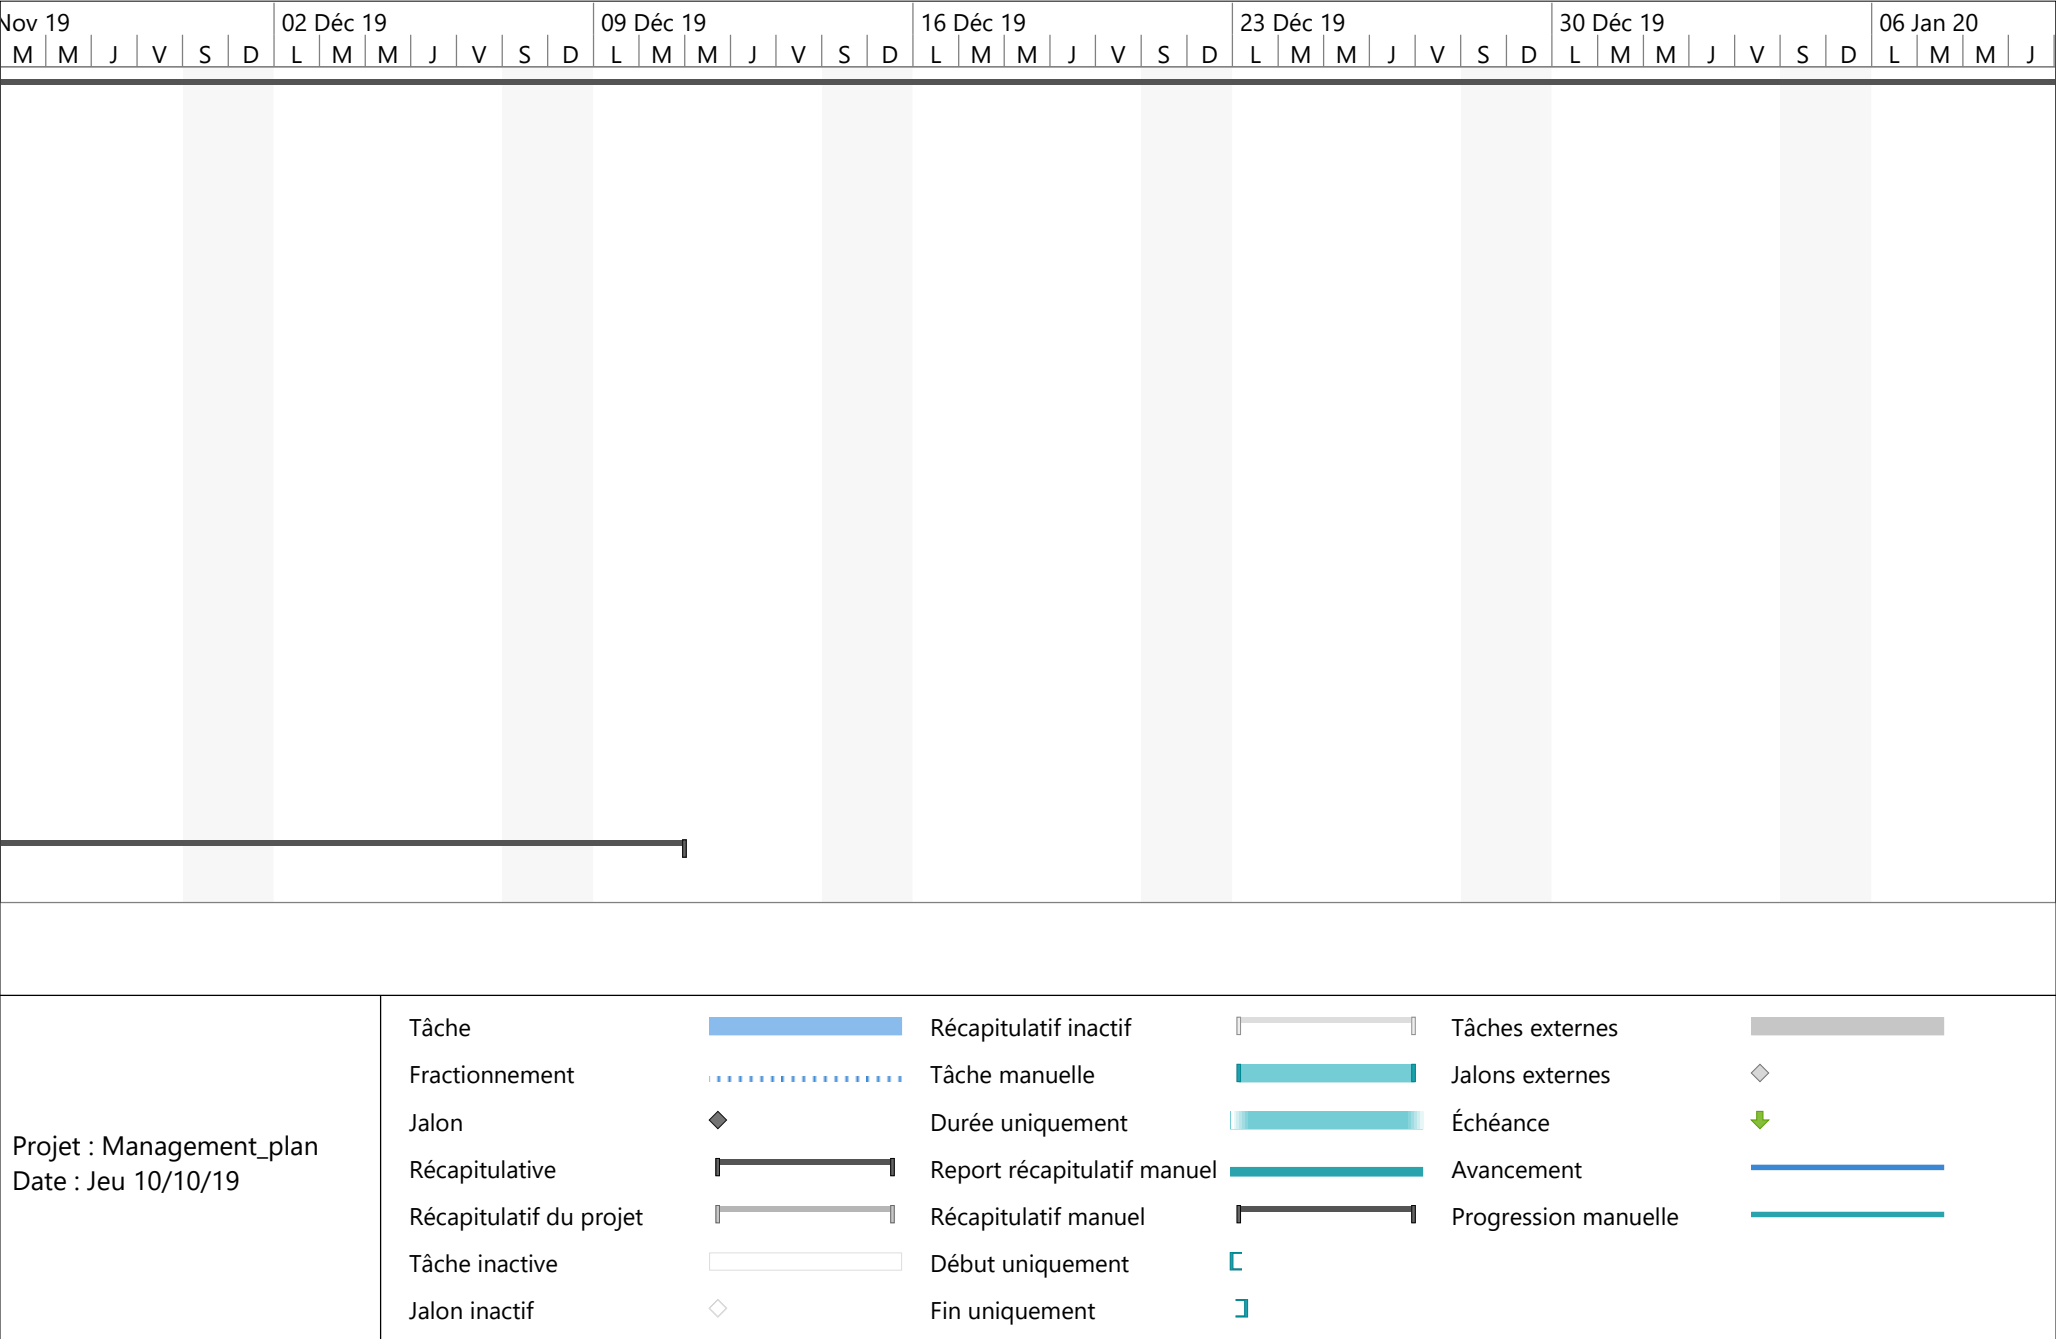 Nov 19 02 Déc 19 09 Déc 19 16 Déc 19 23 Déc 19 30 Déc 19 06 Jan 20
M M J V S D L M M J V S D L M M J V S D L M M J V S D L M M J V S D L M M J V S D L M M J
Projet : Management_plan
Date : Jeu 10/10/19
Tâche
Fractionnement
Jalon
Récapitulative
Récapitulatif du projet
Tâche inactive
Jalon inactif
Récapitulatif inactif
Tâche manuelle
Durée uniquement
Report récapitulatif manuel
Récapitulatif manuel
Début uniquement
Fin uniquement
Tâches externes
Jalons externes
Échéance
Avancement
Progression manuelle